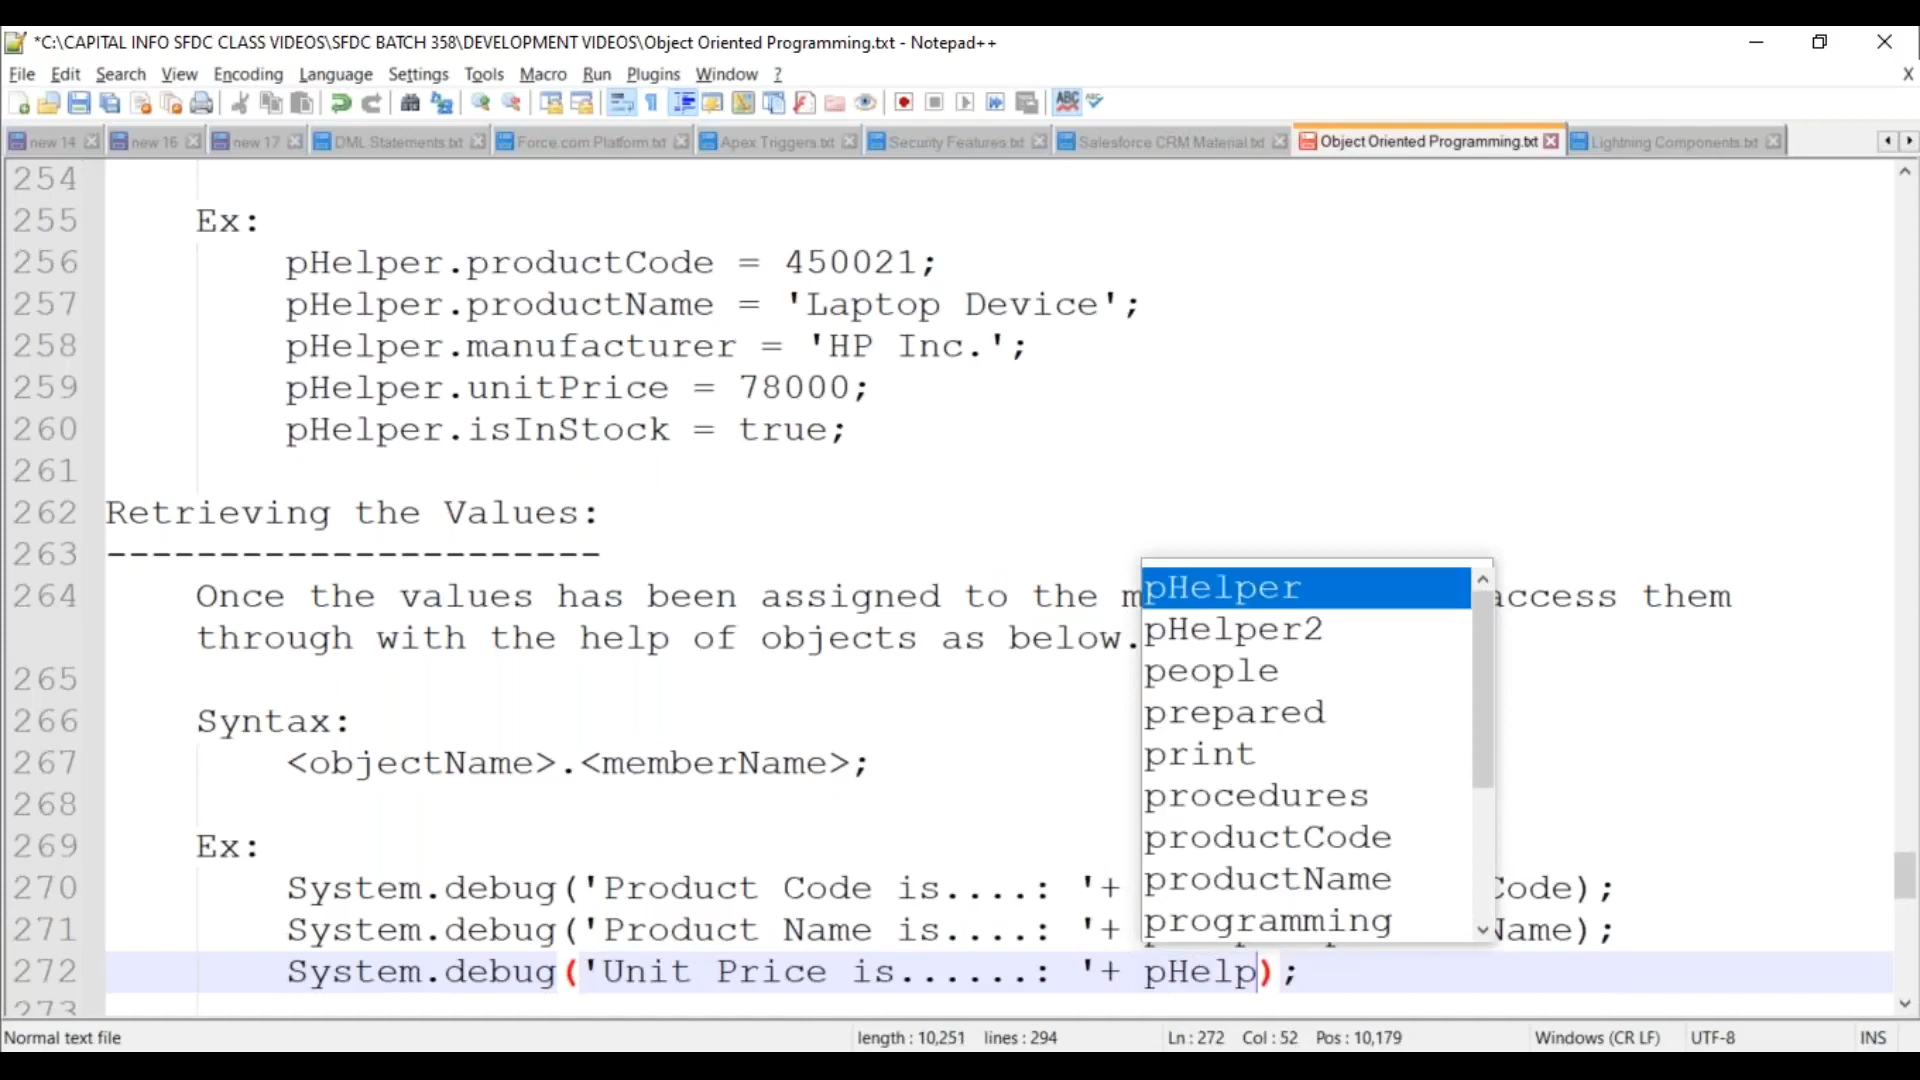 *C:\CAPITAL INFO SFDC CLASS VIDEOS\SFDC BATCH 358\DEVELOPMENT VIDEOS\Object Oriented Programming.txt - Notepad++
File Edit Search View Encoding Language Settings Tools Macro Run Plugins Window ? X
new 14 new 16 new 17 DML Statements.txt Force.com Platform.txt Apex Triggers.txt Security Features.txt Salesforce CRM Material.txt Object Oriented Programming.txt Lightning Components.txt
254
255 Ex:
256 pHelper.productCode = 450021;
257 pHelper.productName = 'Laptop Device';
258 pHelper.manufacturer = 'HP Inc.';
259 pHelper.unitPrice = 78000;
260 pHelper.isInStock = true;
261
262 Retrieving the Values:
263 ----------------------
264 Once the values has been assigned to the m access them
through with the help of objects as below.
265
266 Syntax:
267 <objectName>.<memberName>;
268
269 Ex:
270 System.debug('Product Code is....: '+ Code);
271 System.debug('Product Name is....: '+ Name);
272 System.debug('Unit Price is......: '+ pHelp);
273
pHelper
pHelper2
people
prepared
print
procedures
productCode
productName
programming
Normal text file length : 10,251 lines : 294 Ln : 272 Col : 52 Pos : 10,179 Windows (CR LF) UTF-8 INS